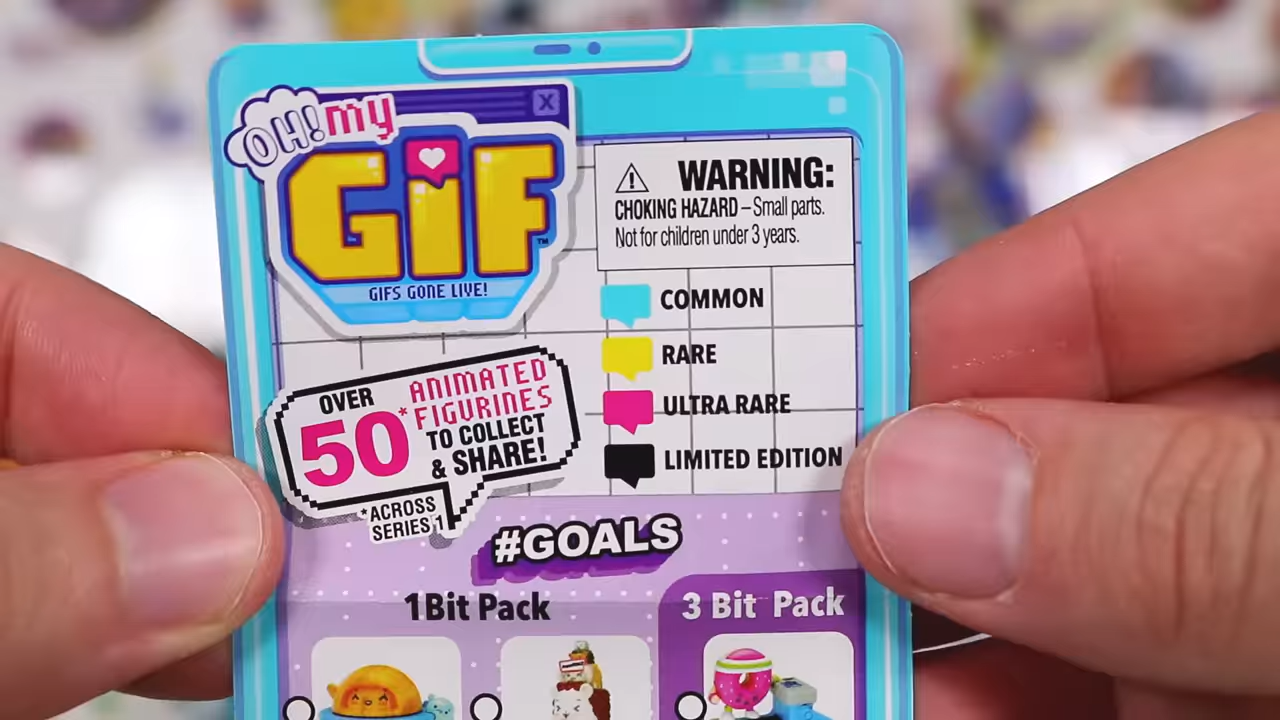 OH! my
GiF™
GIFS GONE LIVE!
WARNING:
CHOKING HAZARD – Small parts.
Not for children under 3 years.
COMMON
RARE
ULTRA RARE
LIMITED EDITION
OVER
50*
ANIMATED
FIGURINES
TO COLLECT
& SHARE!
*ACROSS
SERIES 1
#GOALS
1Bit Pack
3 Bit Pack